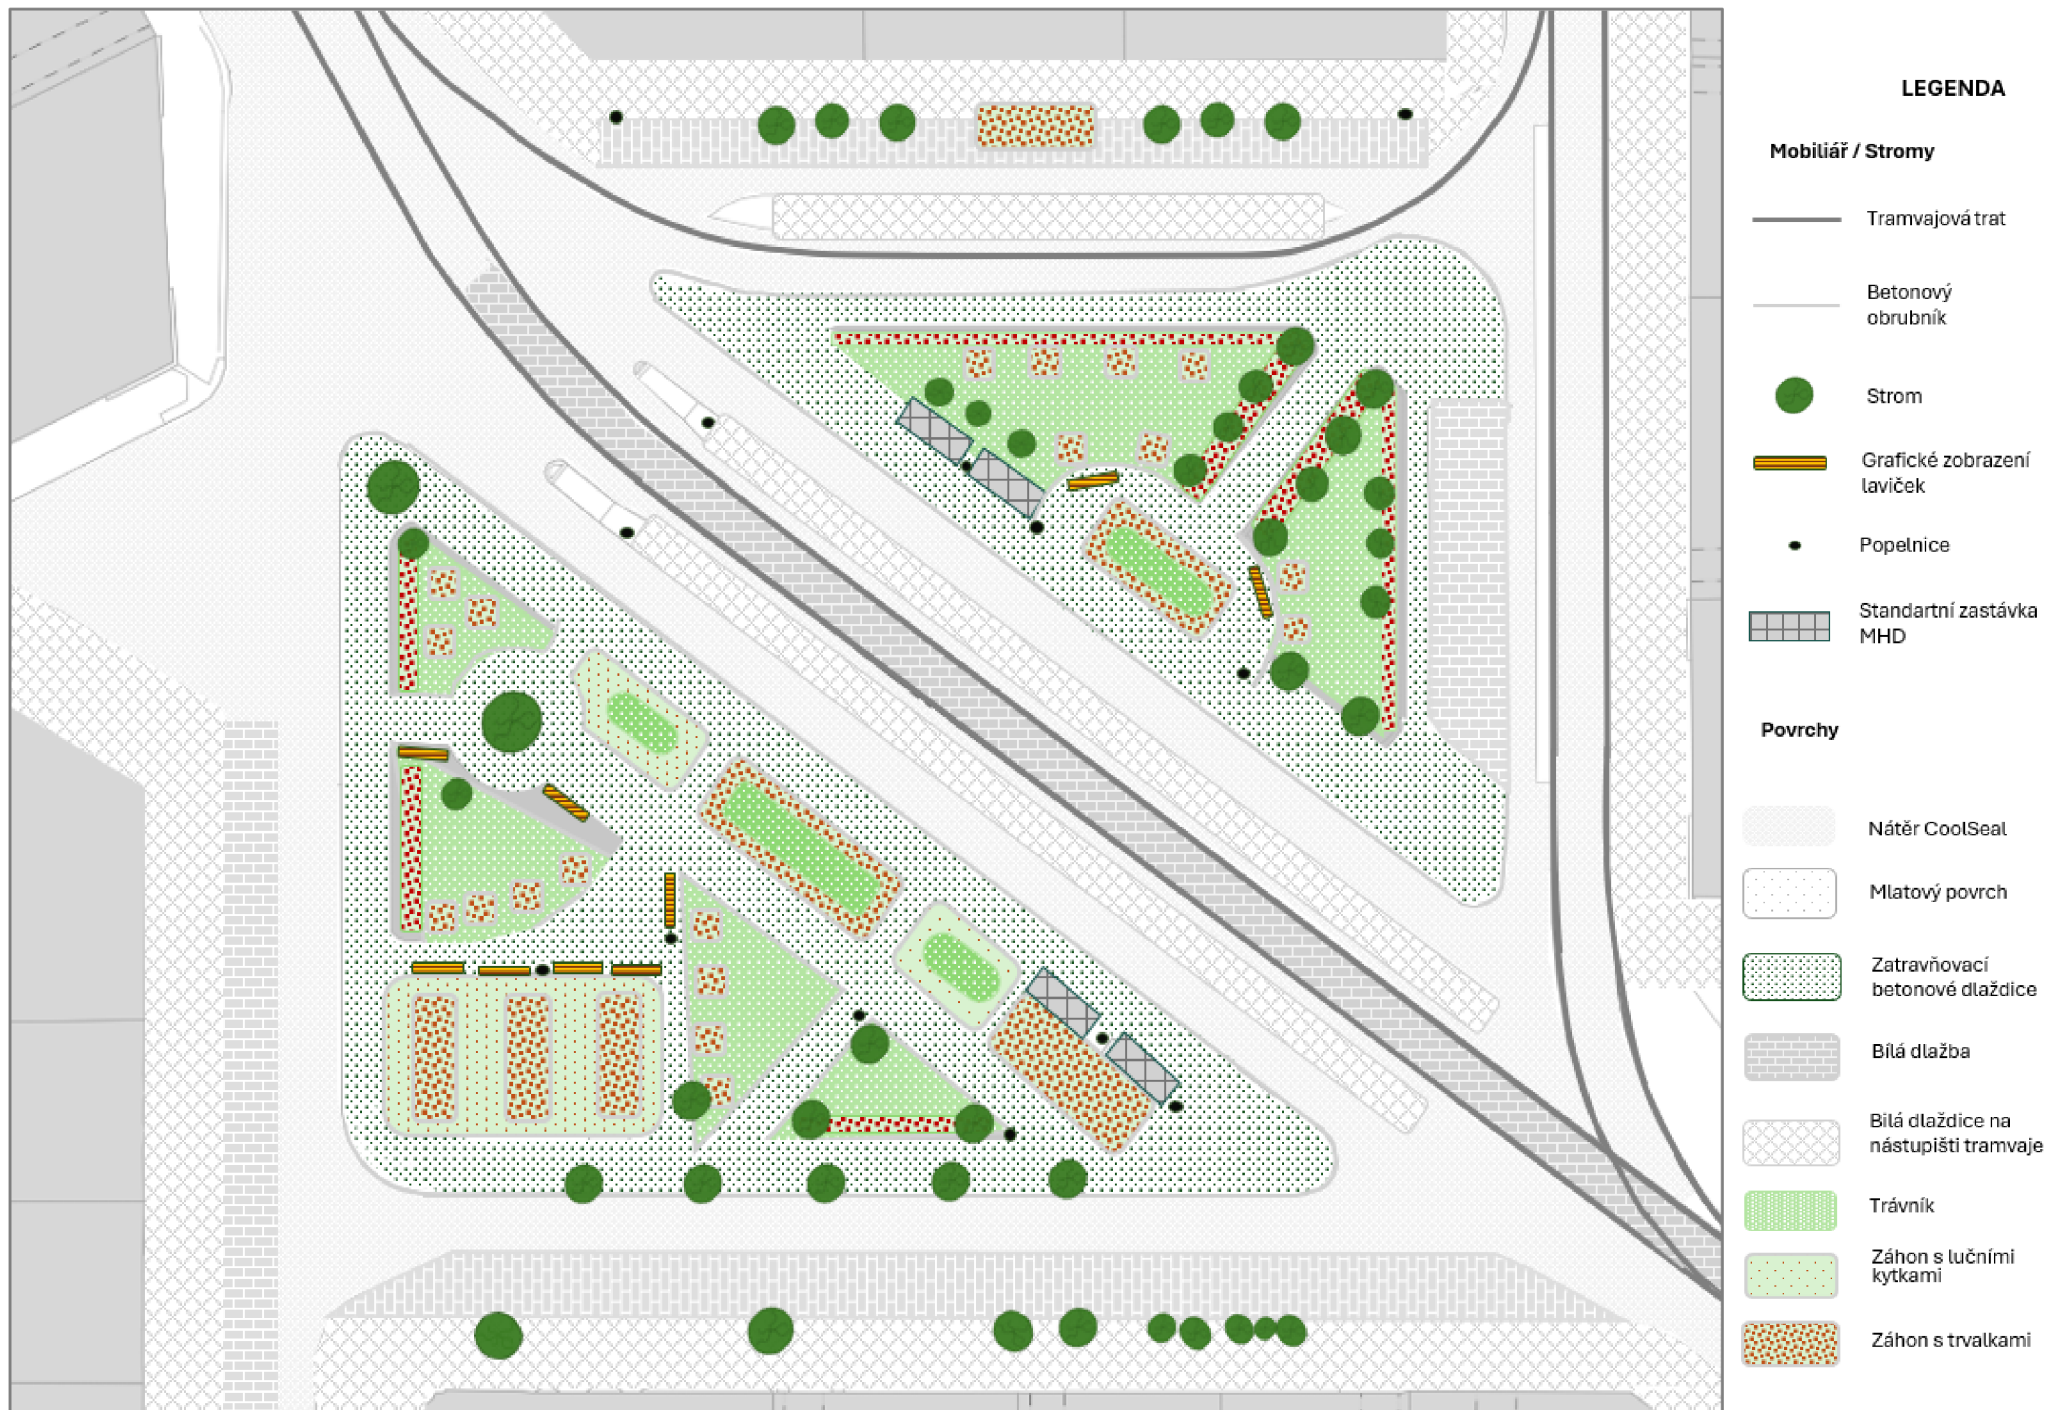 LEGENDA
Mobiliář / Stromy
Tramvajová trat
Betonový
obrubník
Strom
Grafické zobrazení
laviček
Popelnice
Standartní zastávka
MHD
Povrchy
Nátěr CoolSeal
Mlatový povrch
Zatravňovací
betonové dlaždice
Bílá dlažba
Bilá dlaždice na
nástupišti tramvaje
Trávník
Záhon s lučními
kytkami
Záhon s trvalkami